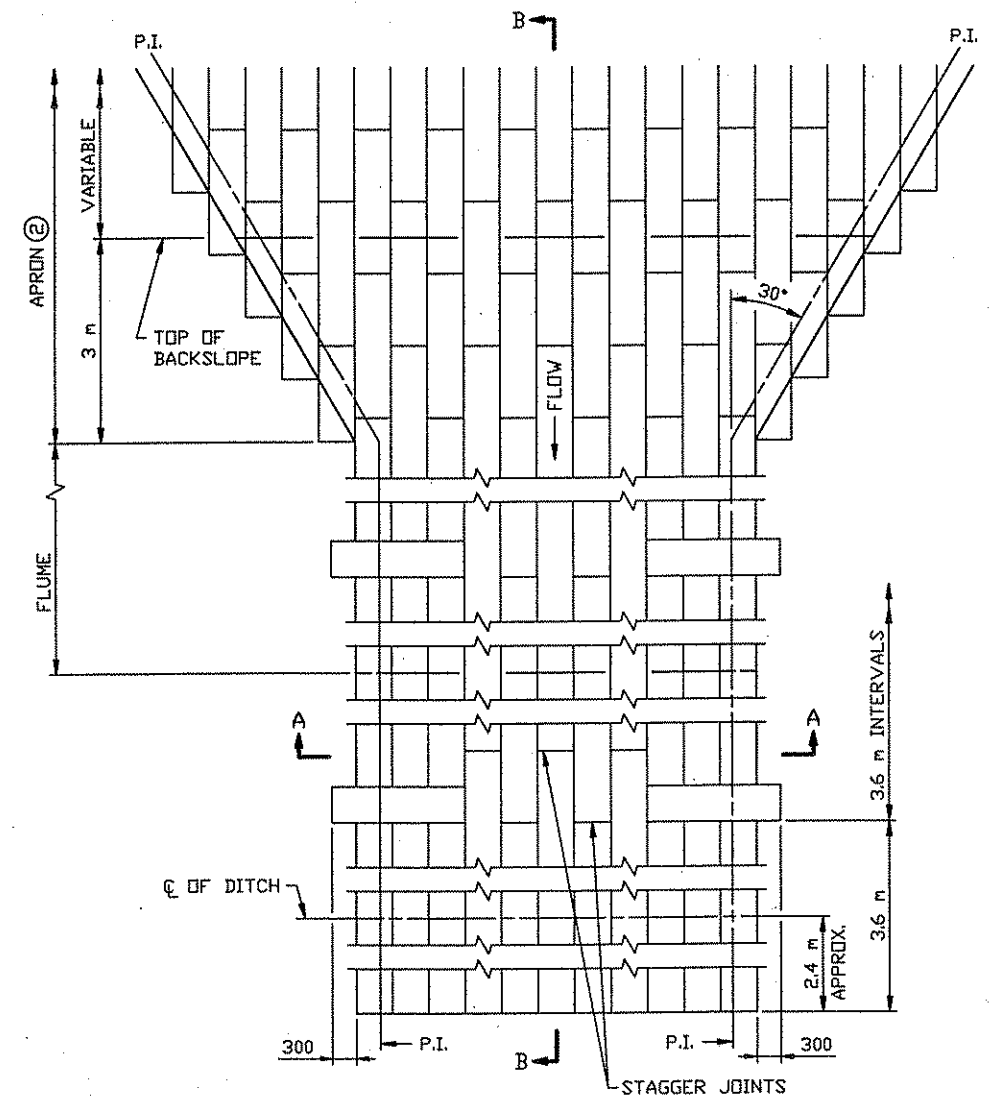 B
P.I.
P.I.
VARIABLE
APRON ②
3 m
TOP OF
BACKSLOPE
30°
FLOW
FLUME
3.6 m INTERVALS
A
A
℄ OF DITCH
3.6 m
2.4 m
APPROX.
300
P.I.
B
P.I.
300
STAGGER JOINTS